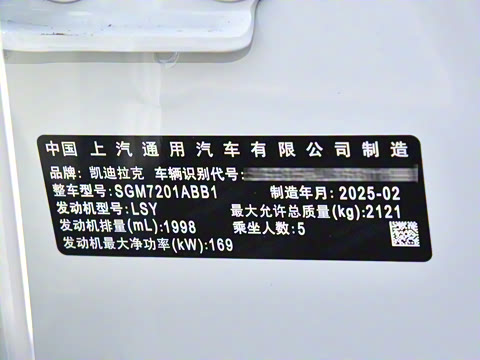 中国上汽通用汽车有限公司制造
品牌: 凯迪拉克 车辆识别代号:
整车型号: SGM7201ABB1 制造年月: 2025-02
发动机型号: LSY 最大允许总质量(kg): 2121
发动机排量(mL): 1998 乘坐人数: 5
发动机最大净功率(kW): 169